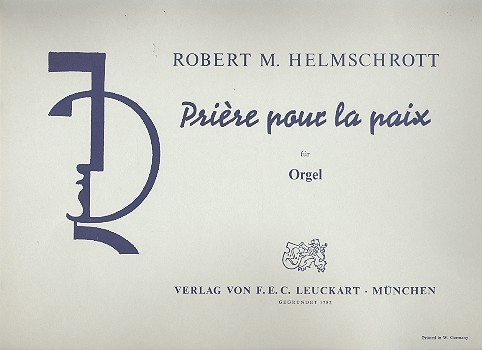 ROBERT M. HELMSCHROTT
Prière pour la paix
für
Orgel
VERLAG VON F. E. C. LEUCKART · MÜNCHEN
GEGRÜNDET 1782
Printed in W. Germany